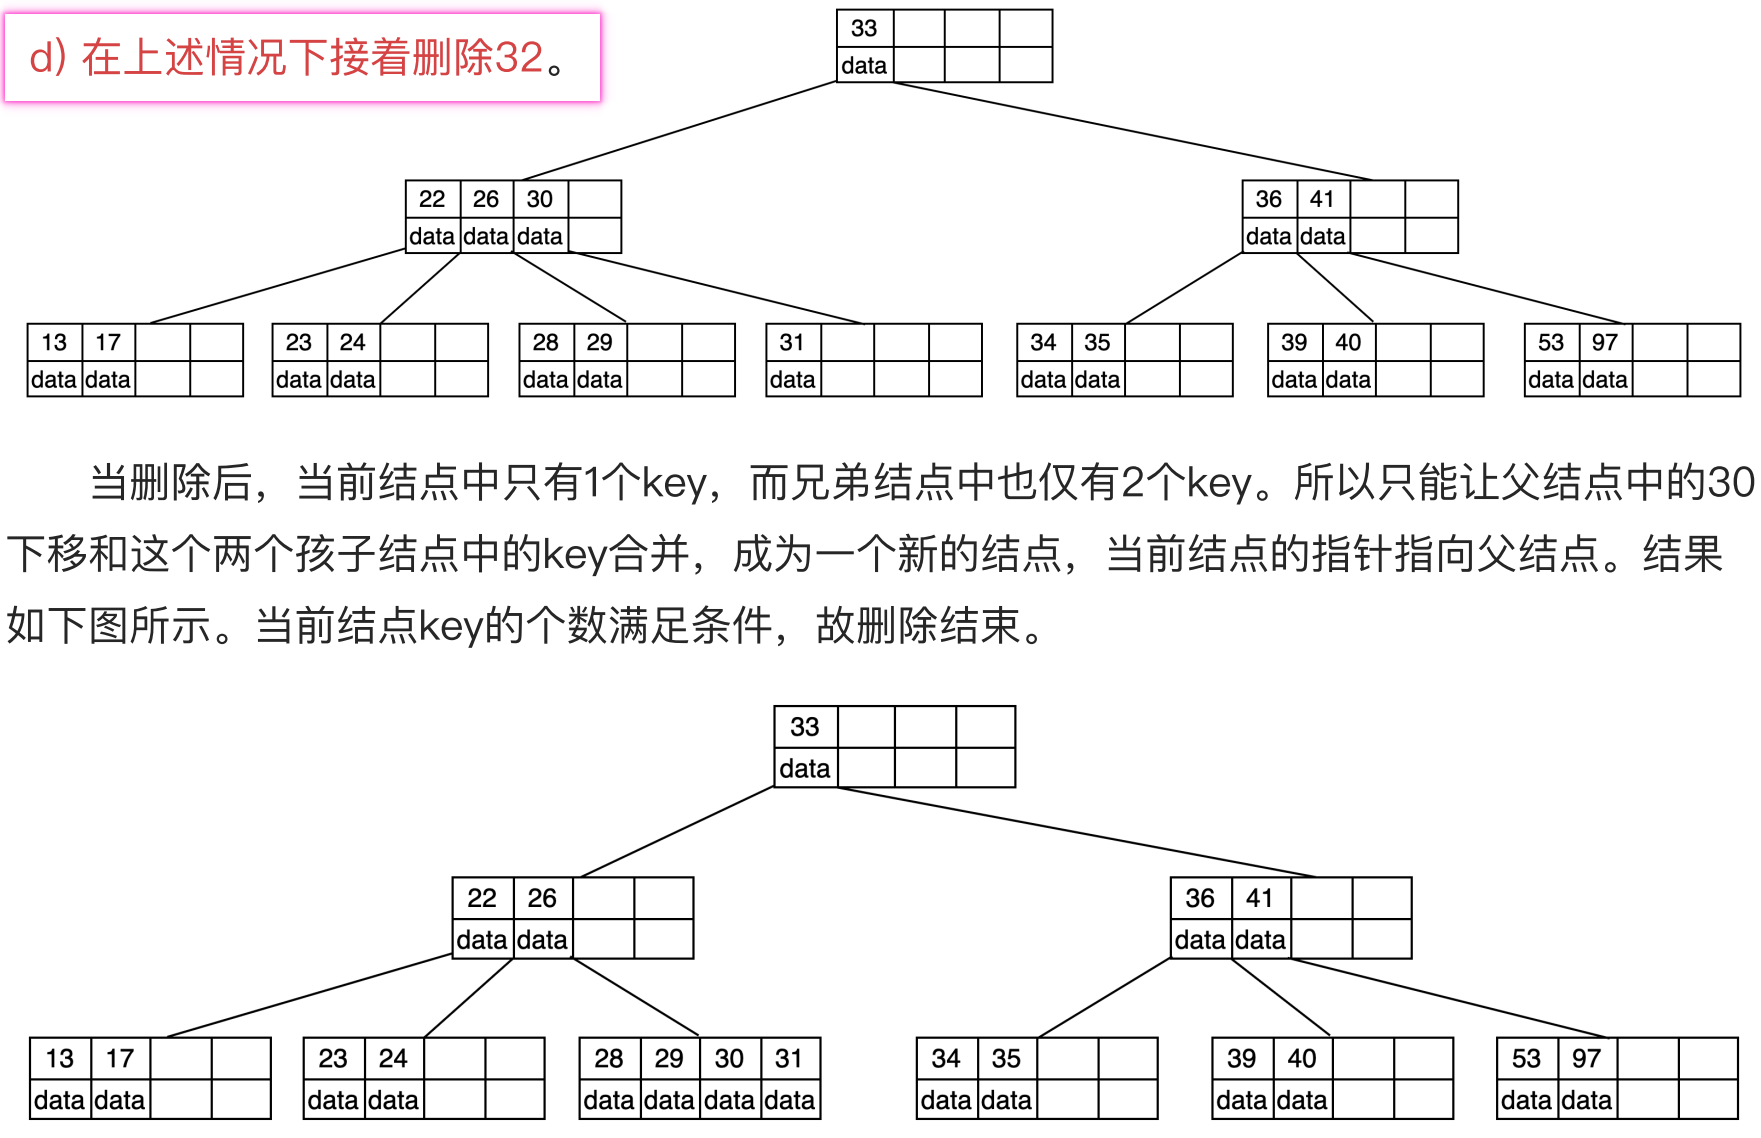 d) 在上述情况下接着删除32。
33
data
22 26 30
data data data
36 41
data data
13 17
data data
23 24
data data
28 29
data data
31
data
34 35
data data
39 40
data data
53 97
data data
当删除后，当前结点中只有1个key，而兄弟结点中也仅有2个key。所以只能让父结点中的30
下移和这个两个孩子结点中的key合并，成为一个新的结点，当前结点的指针指向父结点。结果
如下图所示。当前结点key的个数满足条件，故删除结束。
33
data
22 26
data data
36 41
data data
13 17
data data
23 24
data data
28 29 30 31
data data data data
34 35
data data
39 40
data data
53 97
data data